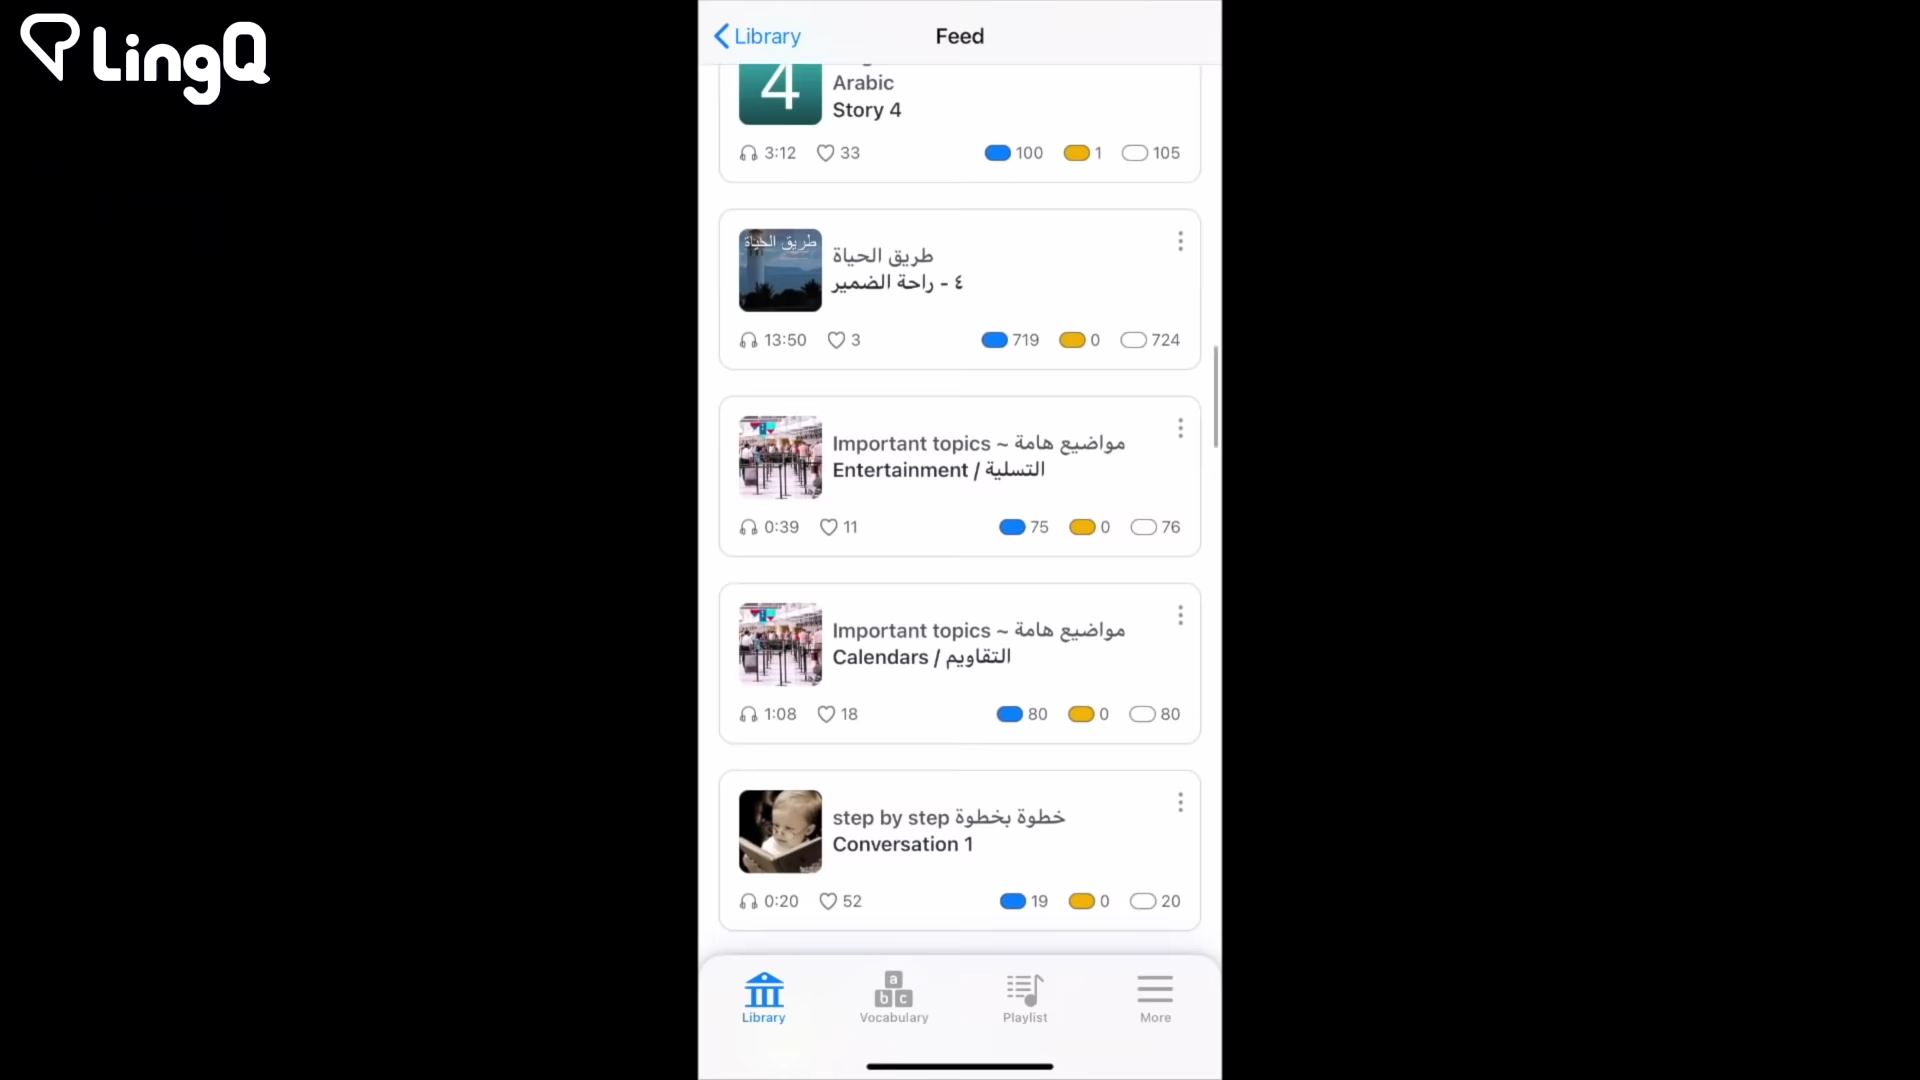 LingQ
Library
Feed
4
Arabic
Story 4
3:12 33 100 1 105
طريق الحياة
طريق الحياة
٤ - راحة الضمير
13:50 3 719 0 724
Important topics ~ مواضيع هامة
Entertainment / التسلية
0:39 11 75 0 76
Important topics ~ مواضيع هامة
Calendars / التقاويم
1:08 18 80 0 80
step by step خطوة بخطوة
Conversation 1
0:20 52 19 0 20
a
b c
Library Vocabulary Playlist More